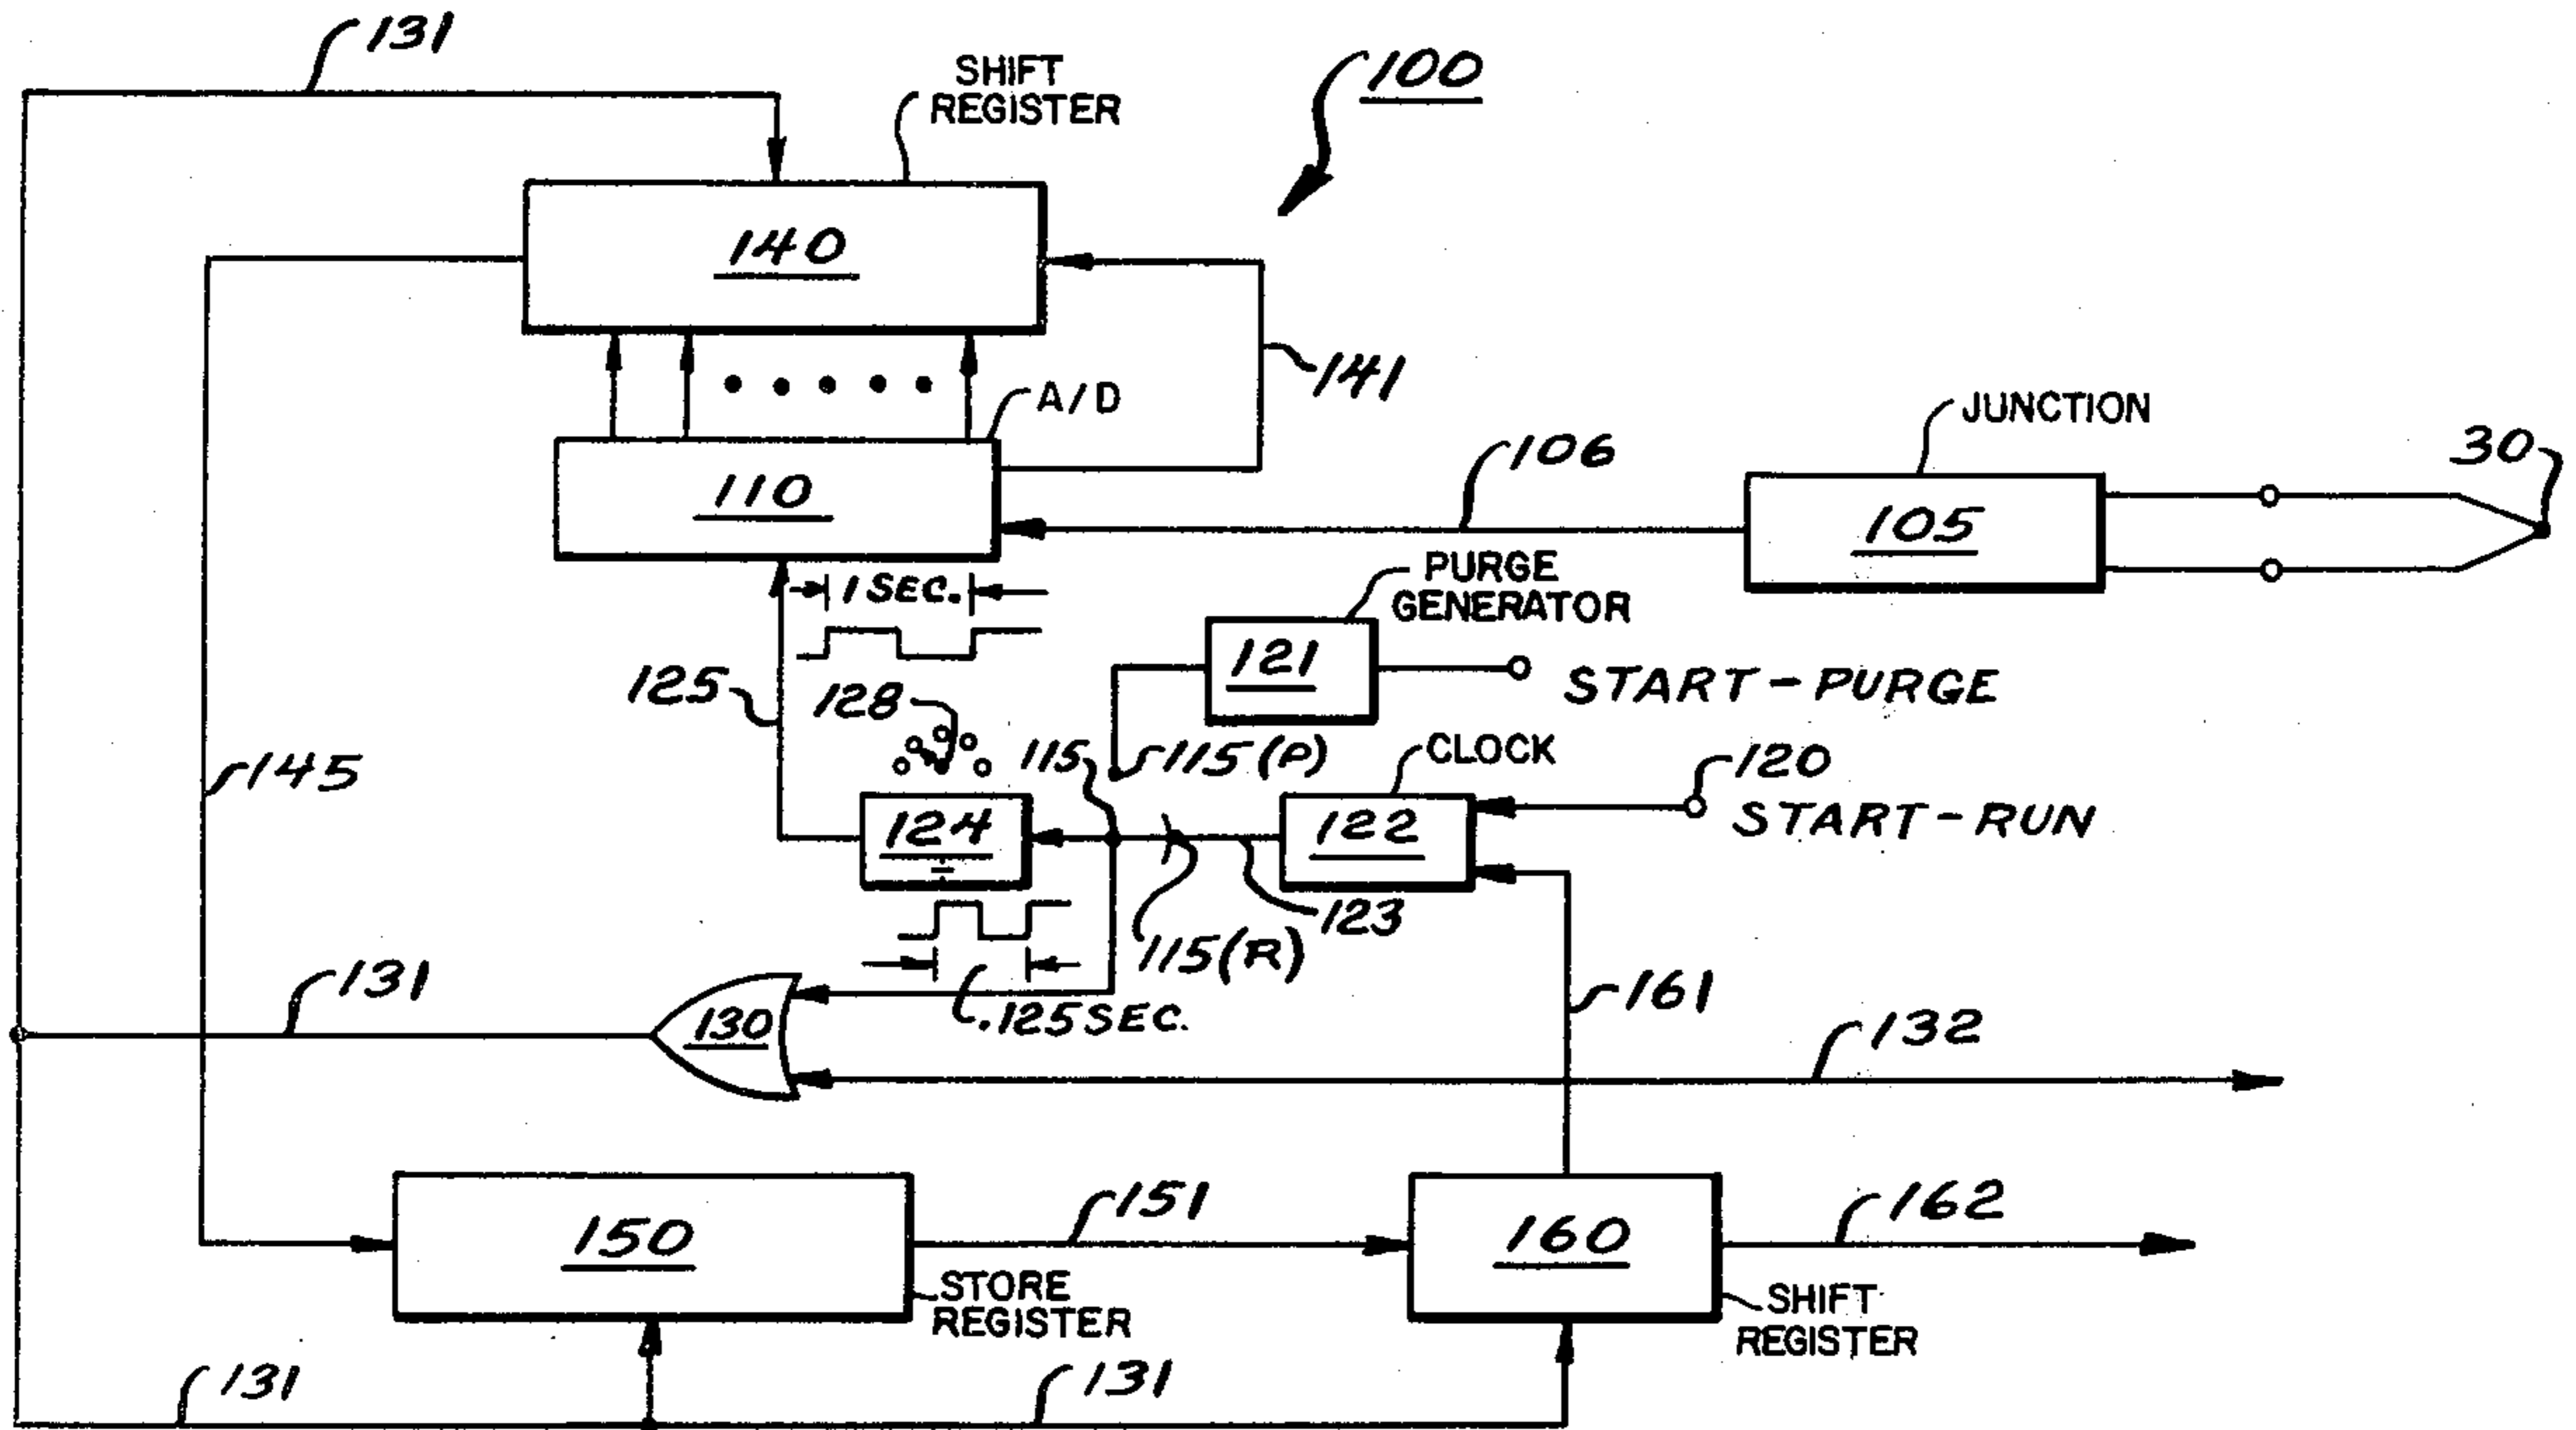 131
SHIFT
REGISTER
100
140
141
A/D
JUNCTION
30
106
110
105
1 SEC.
PURGE
GENERATOR
121
START-PURGE
125
128
145
115
115(P)
CLOCK
120
START-RUN
124
÷
122
123
115(R)
131
130
.125 SEC.
161
132
150
151
160
162
STORE
REGISTER
SHIFT
REGISTER
131
131